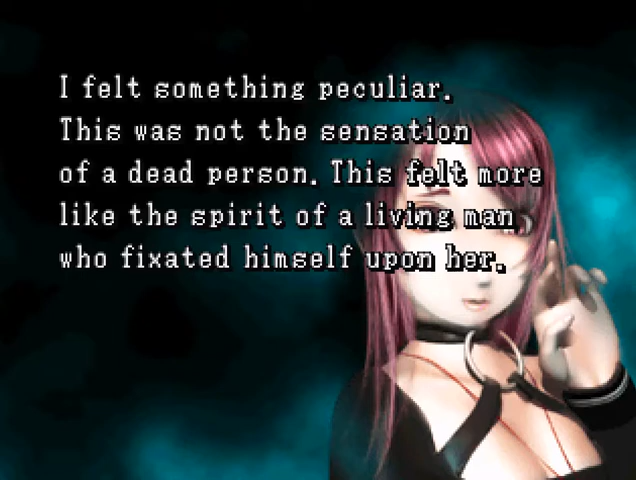 I felt something peculiar.
This was not the sensation
of a dead person. This felt more
like the spirit of a living man
who fixated himself upon her.